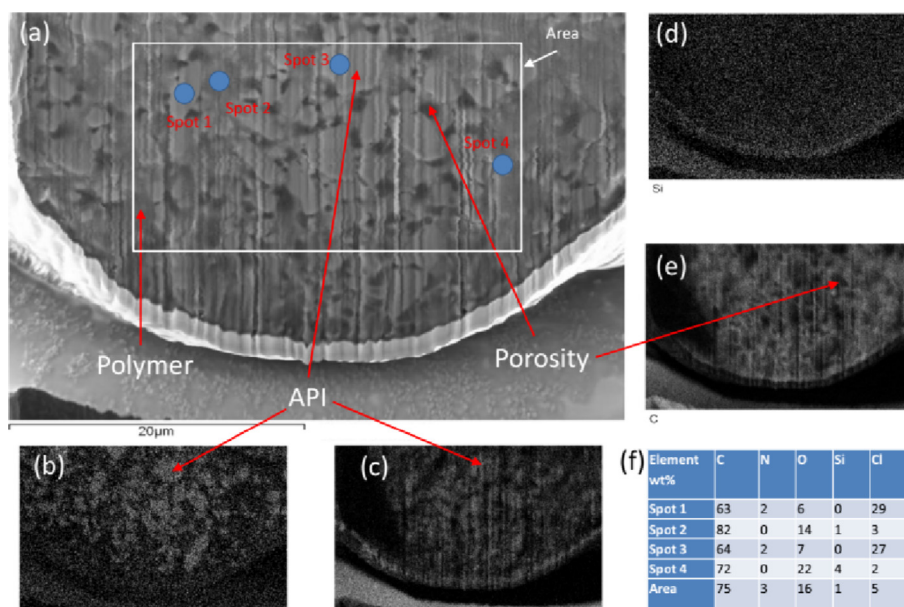 (a)
Area
Spot 3
Spot 1
Spot 2
Spot 4
Polymer
Porosity
API
20μm
(b)
(c)
(d)
Si
(e)
C
(f)
Element wt% C N O Si Cl
Spot 1 63 2 6 0 29
Spot 2 82 0 14 1 3
Spot 3 64 2 7 0 27
Spot 4 72 0 22 4 2
Area 75 3 16 1 5